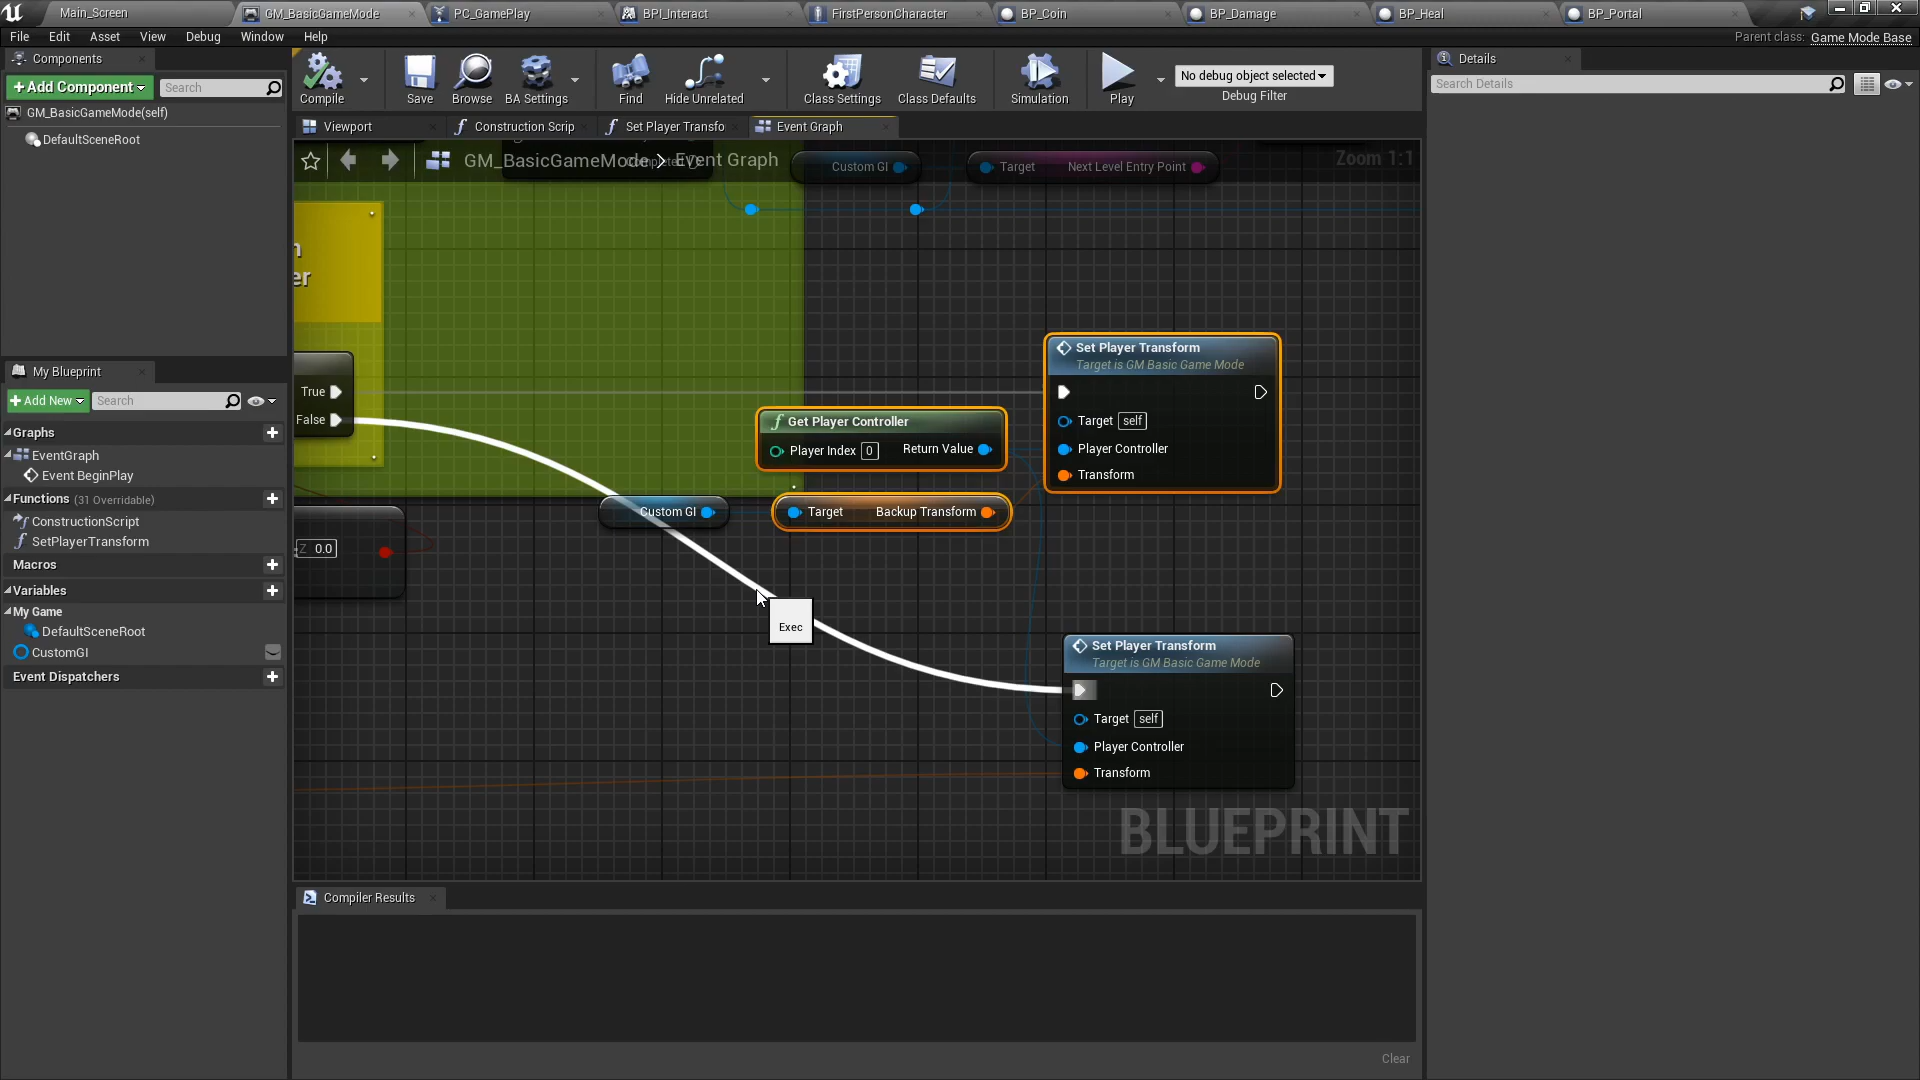 Main_Screen
GM_BasicGameMode
PC_GamePlay
BPI_Interact
FirstPersonCharacter
BP_Coin
BP_Damage
BP_Heal
BP_Portal
File Edit Asset View Debug Window Help
Parent class: Game Mode Base
Components
+Add Component
Search
GM_BasicGameMode(self)
DefaultSceneRoot
Compile
Save
Browse
BA Settings
Find
Hide Unrelated
Class Settings
Class Defaults
Simulation
Play
No debug object selected
Debug Filter
Viewport
Construction Scrip
Set Player Transfo
Event Graph
GM_BasicGameMode > Event Graph
Zoom 1:1
Custom GI
Target Next Level Entry Point
True
False
Set Player Transform
Target is GM Basic Game Mode
Target self
Player Controller
Transform
Get Player Controller
Player Index 0 Return Value
Custom GI
Target Backup Transform
Z 0.0
Exec
Set Player Transform
Target is GM Basic Game Mode
Target self
Player Controller
Transform
BLUEPRINT
My Blueprint
+Add New
Search
Graphs
EventGraph
Event BeginPlay
Functions (31 Overridable)
ConstructionScript
SetPlayerTransform
Macros
Variables
My Game
DefaultSceneRoot
CustomGI
Event Dispatchers
Compiler Results
Clear
Details
Search Details